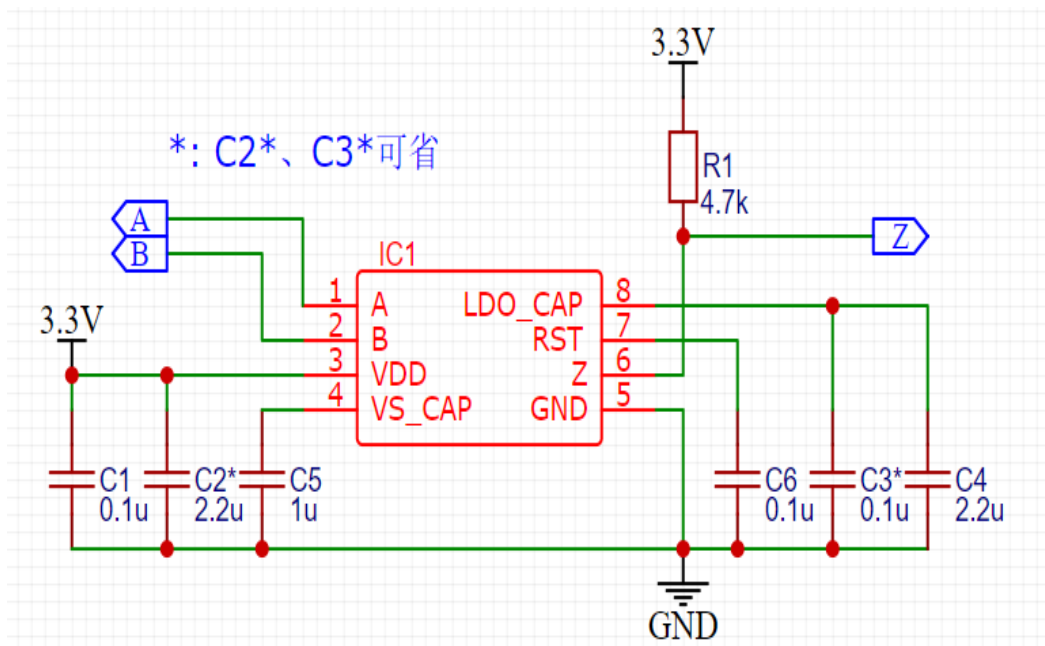 3.3V
*: C2*、C3*可省
R1
4.7k
A
B
Z
IC1
1 A
2 B
3 VDD
4 VS_CAP
LDO_CAP 8
RST 7
Z 6
GND 5
3.3V
C1
0.1u
C2*
2.2u
C5
1u
C6
0.1u
C3*
0.1u
C4
2.2u
GND